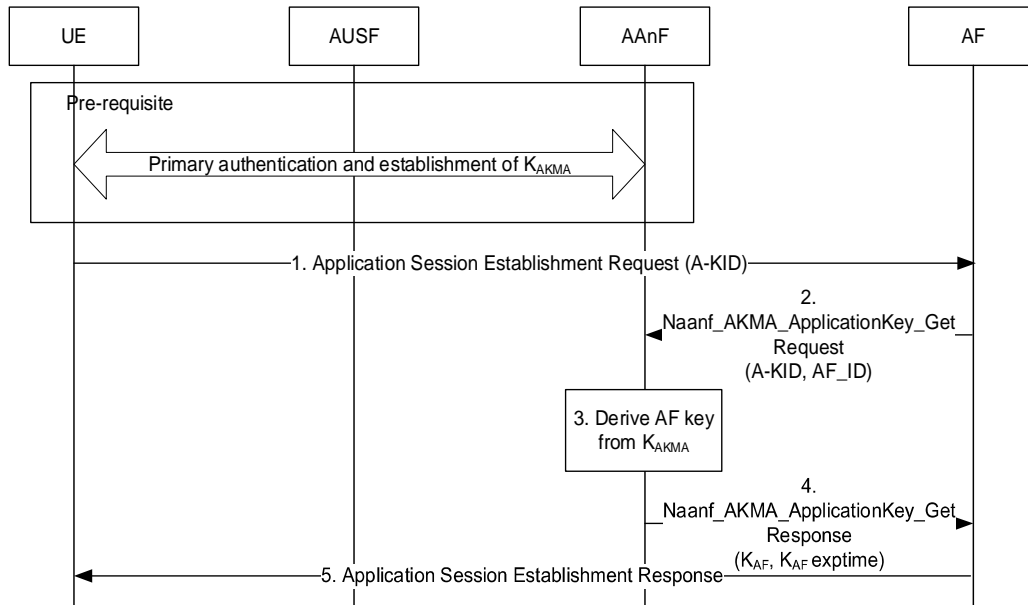 UE
AUSF
AAnF
AF
Pre-requisite
Primary authentication and establishment of KAKMA
1. Application Session Establishment Request (A-KID)
2.
Naanf_AKMA_ApplicationKey_Get
Request
(A-KID, AF_ID)
3. Derive AF key
from KAKMA
4.
Naanf_AKMA_ApplicationKey_Get
Response
(KAF, KAF exptime)
5. Application Session Establishment Response